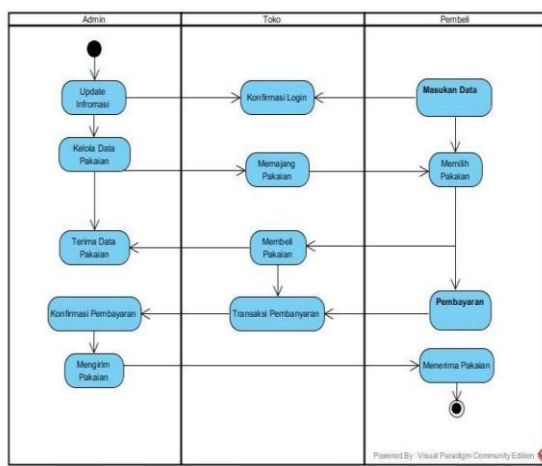 Admin
Toko
Pembeli
Update
Infromasi
Konfirmasi Login
Masukan Data
Kelola Data
Pakaian
Memajang
Pakaian
Memilih
Pakaian
Terima Data
Pakaian
Membeli
Pakaian
Konfirmasi Pembayaran
Transaksi Pembanyaran
Pembayaran
Mengirim
Pakaian
Menerima Pakaian
Powered By Visual Paradigm Community Edition